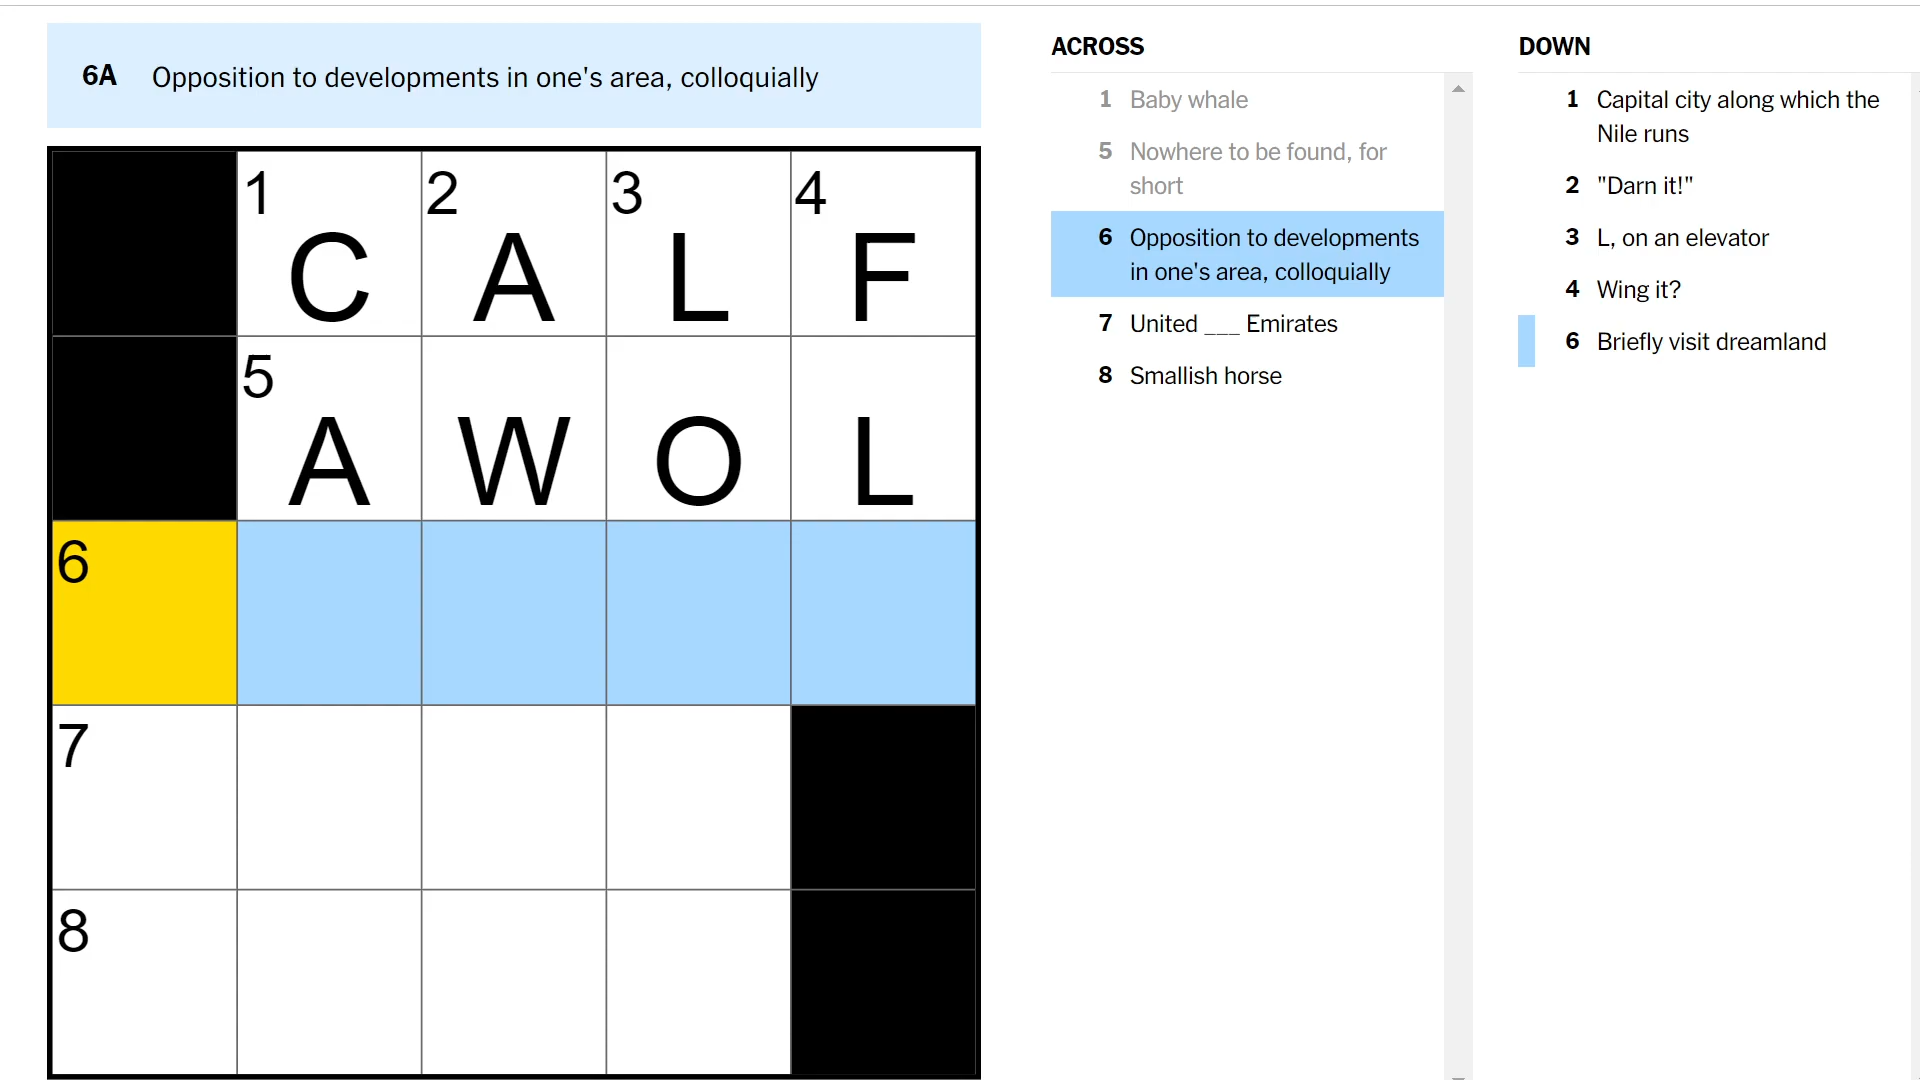 6A Opposition to developments in one's area, colloquially
1 2 3 4
C A L F
5
A W O L
6
7
8
ACROSS
1 Baby whale
5 Nowhere to be found, for
short
6 Opposition to developments
in one's area, colloquially
7 United ___ Emirates
8 Smallish horse
DOWN
1 Capital city along which the
Nile runs
2 "Darn it!"
3 L, on an elevator
4 Wing it?
6 Briefly visit dreamland